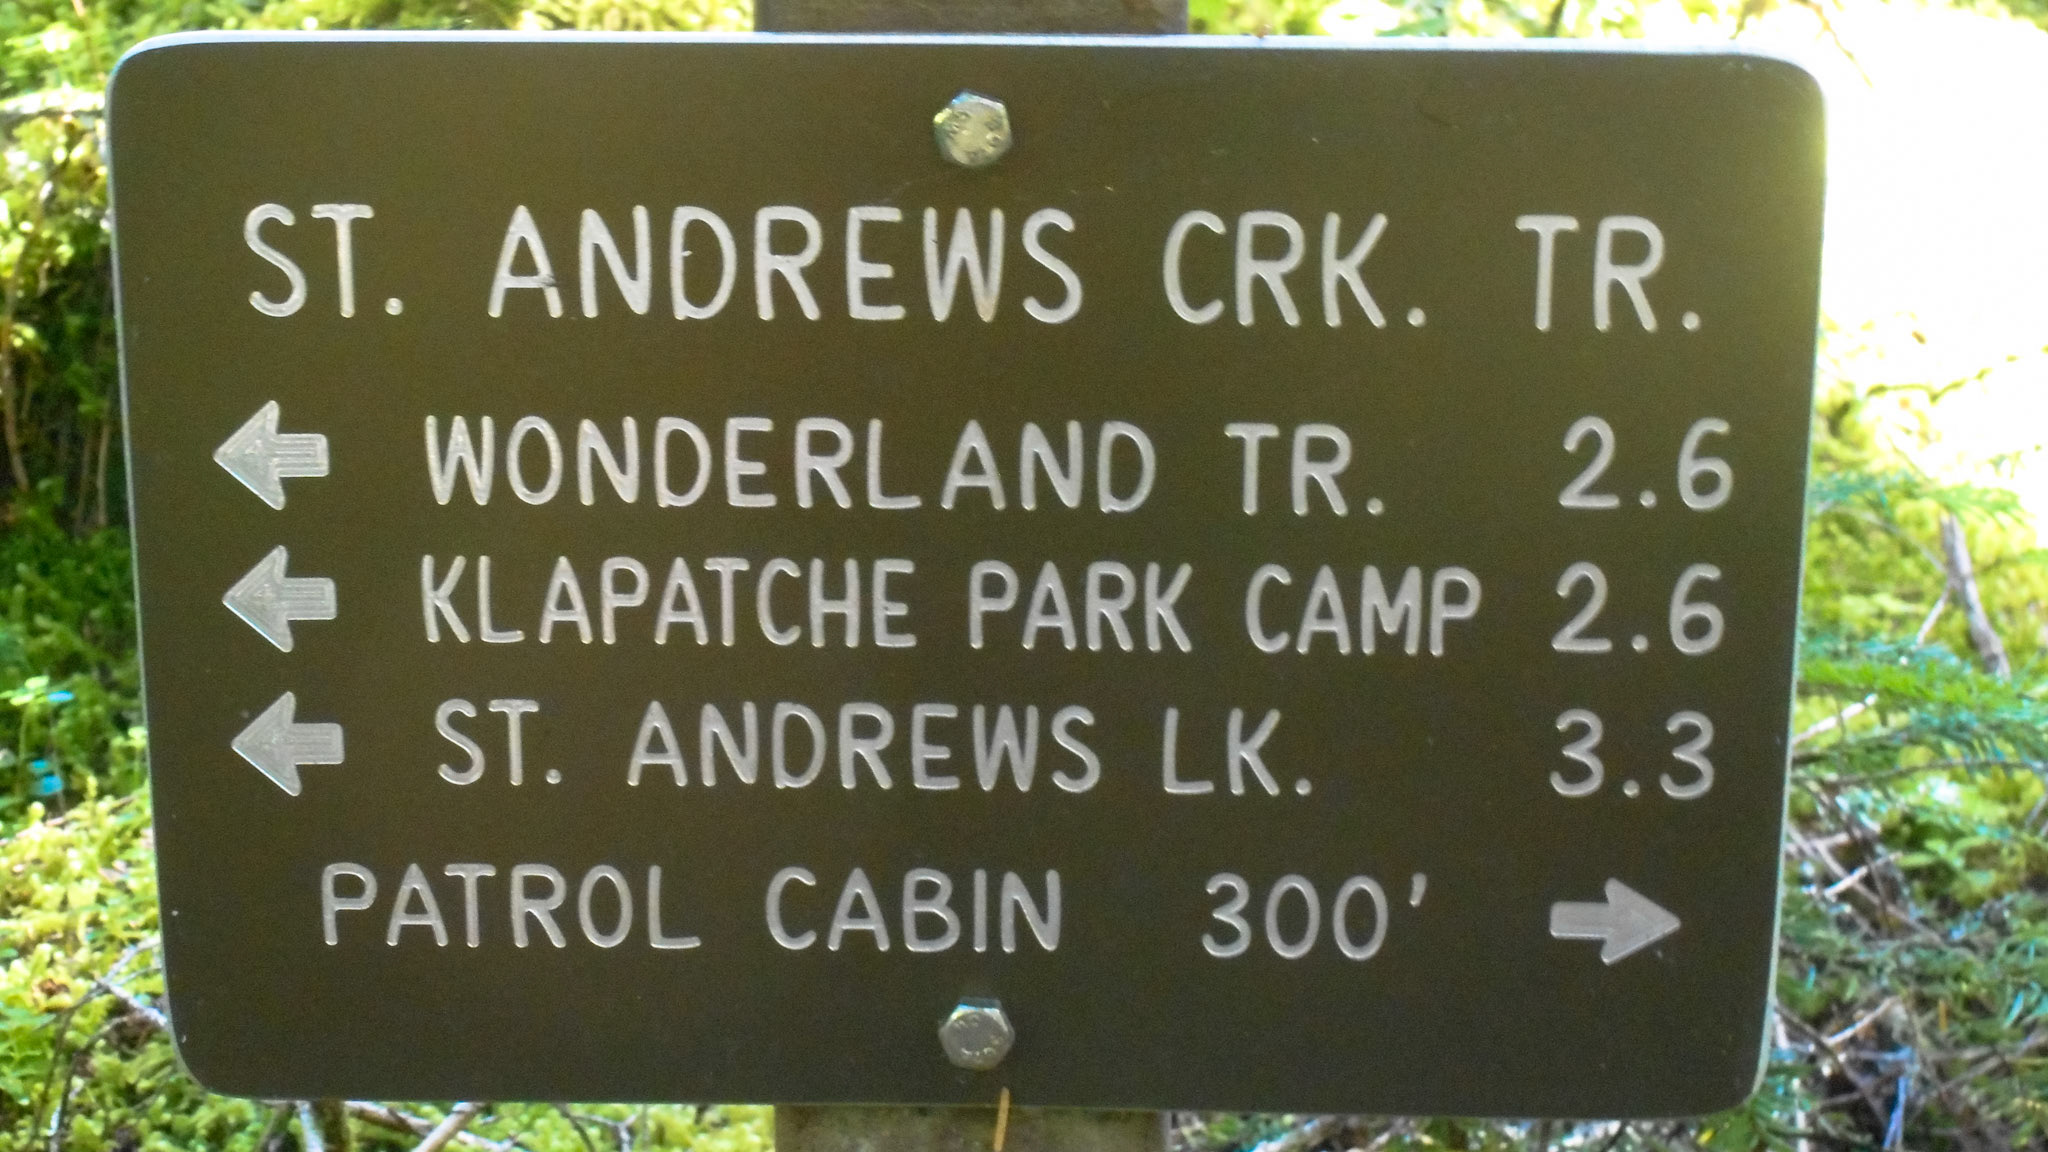 ST. ANDREWS CRK. TR.
WONDERLAND TR. 2.6
KLAPATCHE PARK CAMP 2.6
ST. ANDREWS LK. 3.3
PATROL CABIN 300'